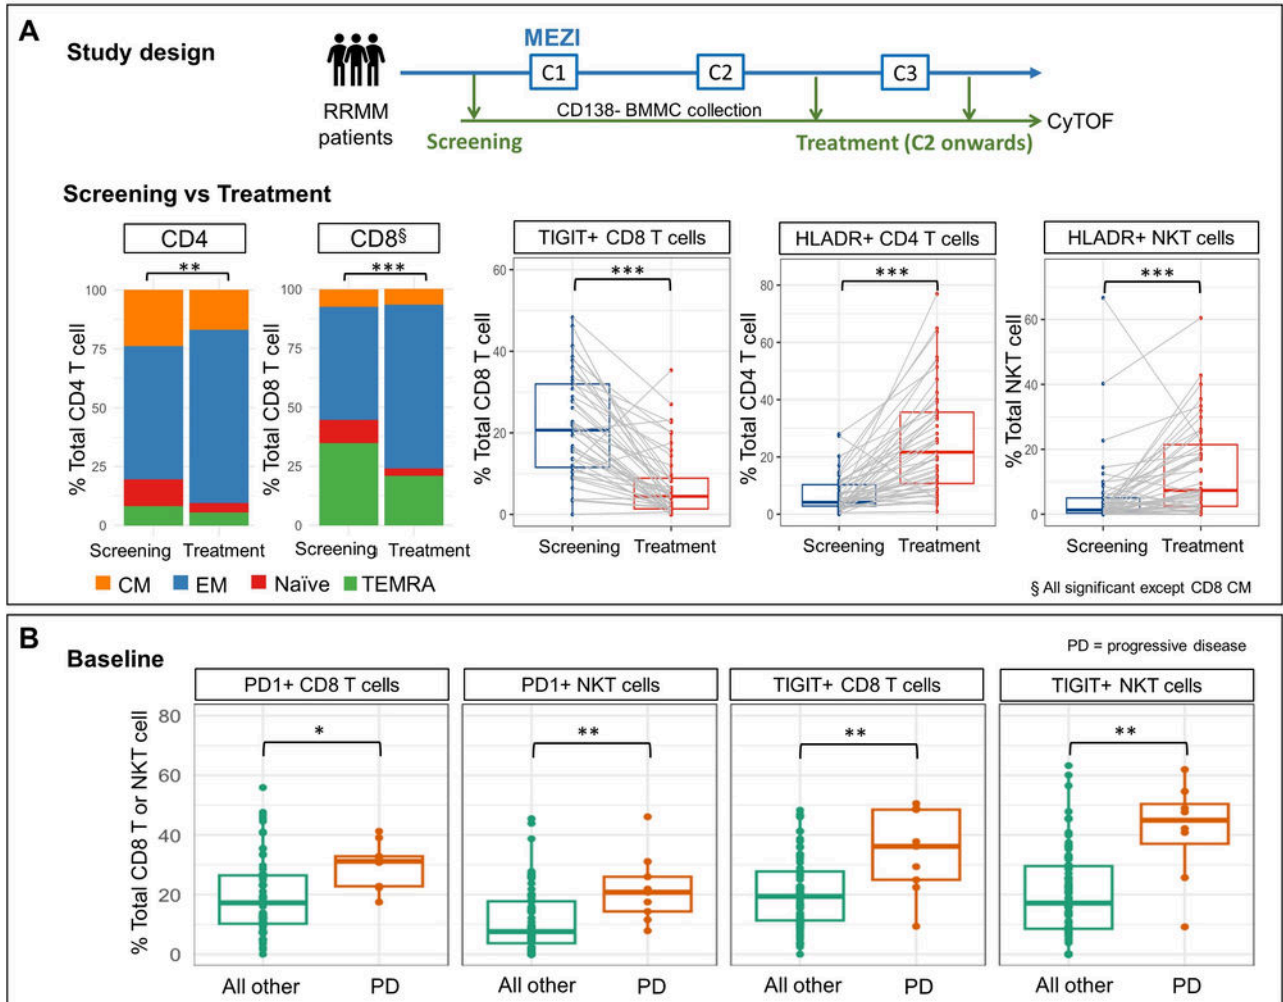 A
Study design
MEZI
C1
C2
C3
RRMM
patients
CD138- BMMC collection
CyTOF
Screening
Treatment (C2 onwards)
Screening vs Treatment
CD4
CD8§
TIGIT+ CD8 T cells
HLADR+ CD4 T cells
HLADR+ NKT cells
**
***
***
***
***
% Total CD4 T cell
100
75
50
25
0
Screening Treatment
% Total CD8 T cell
100
75
50
25
0
Screening Treatment
% Total CD8 T cell
60
40
20
0
Screening Treatment
% Total CD4 T cell
80
60
40
20
0
Screening Treatment
% Total NKT cell
60
40
20
0
Screening Treatment
CM EM Naïve TEMRA
§ All significant except CD8 CM
B
Baseline
PD = progressive disease
PD1+ CD8 T cells
PD1+ NKT cells
TIGIT+ CD8 T cells
TIGIT+ NKT cells
*
**
**
**
% Total CD8 T or NKT cell
80
60
40
20
0
All other PD
All other PD
All other PD
All other PD